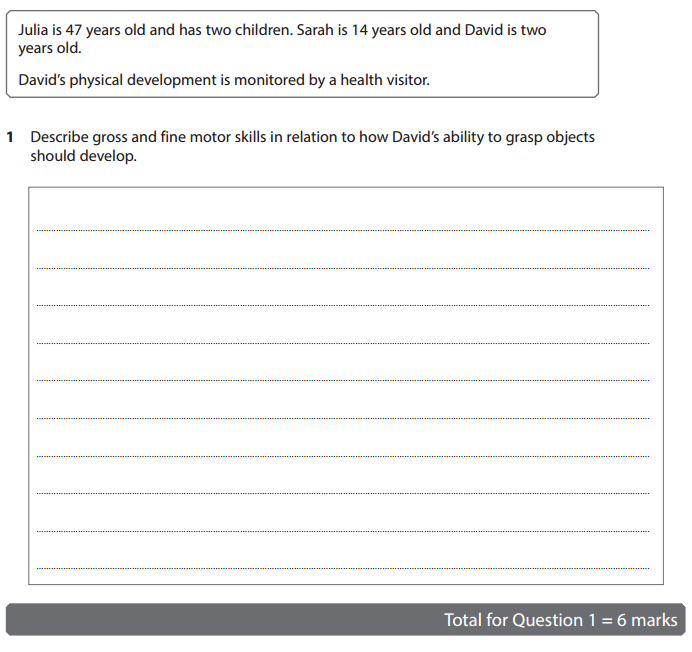 Julia is 47 years old and has two children. Sarah is 14 years old and David is two
years old.
David’s physical development is monitored by a health visitor.
1 Describe gross and fine motor skills in relation to how David’s ability to grasp objects
should develop.
Total for Question 1 = 6 marks